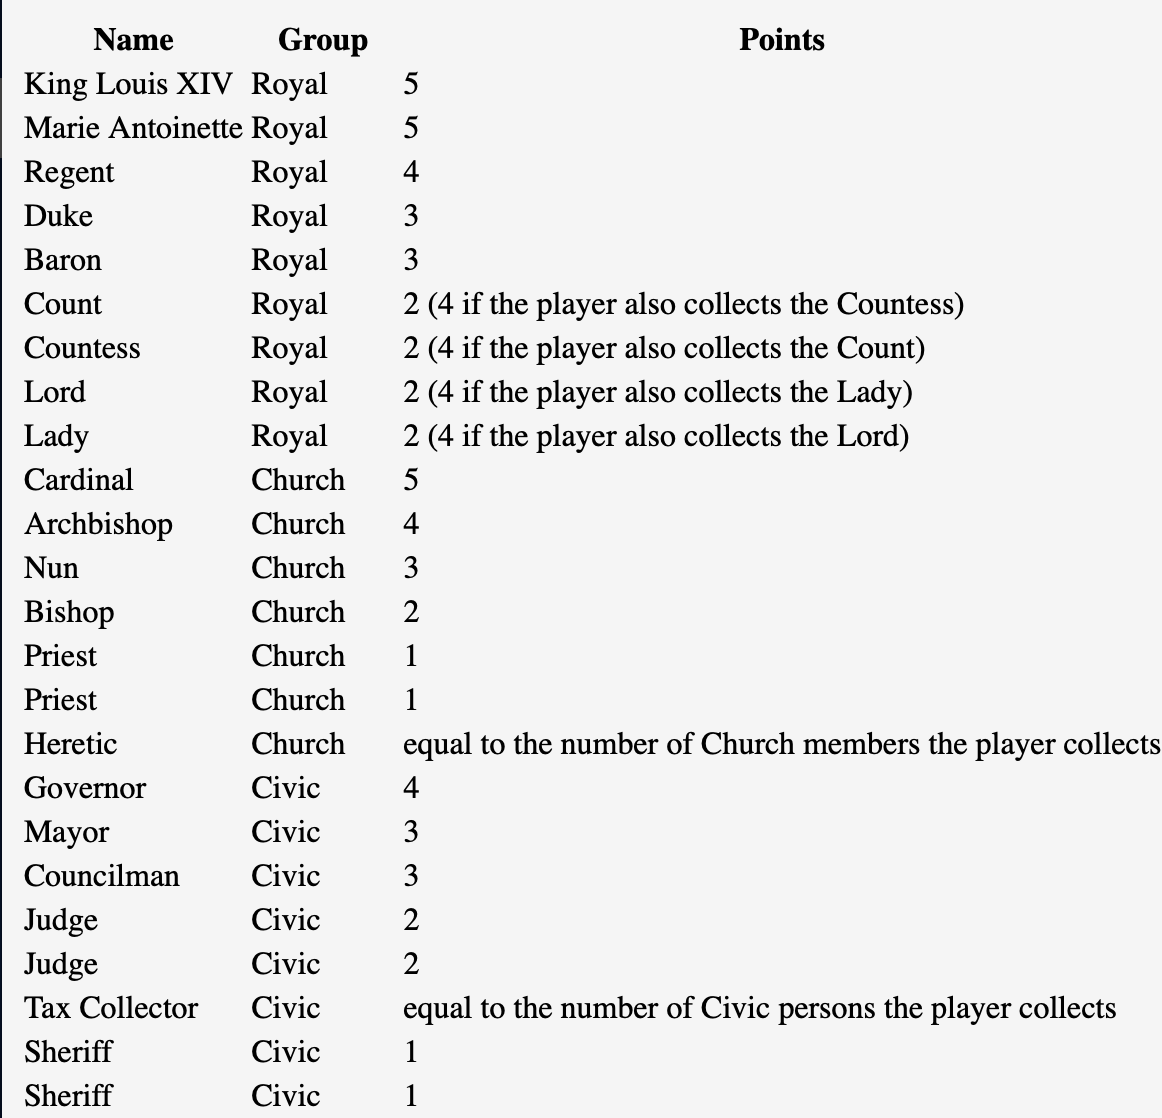 Name Group Points
King Louis XIV Royal 5
Marie Antoinette Royal 5
Regent Royal 4
Duke Royal 3
Baron Royal 3
Count Royal 2 (4 if the player also collects the Countess)
Countess Royal 2 (4 if the player also collects the Count)
Lord Royal 2 (4 if the player also collects the Lady)
Lady Royal 2 (4 if the player also collects the Lord)
Cardinal Church 5
Archbishop Church 4
Nun Church 3
Bishop Church 2
Priest Church 1
Priest Church 1
Heretic Church equal to the number of Church members the player collects
Governor Civic 4
Mayor Civic 3
Councilman Civic 3
Judge Civic 2
Judge Civic 2
Tax Collector Civic equal to the number of Civic persons the player collects
Sheriff Civic 1
Sheriff Civic 1